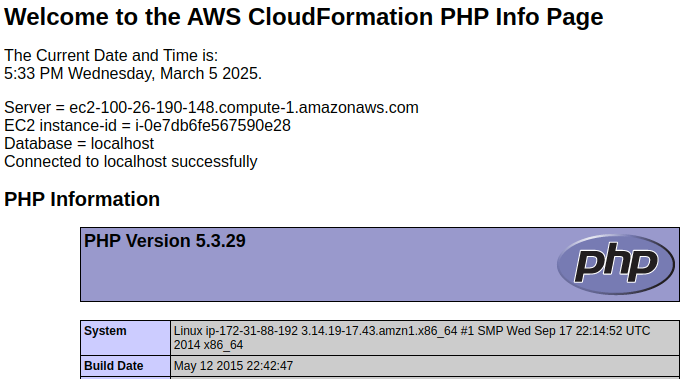 Welcome to the AWS CloudFormation PHP Info Page
The Current Date and Time is:
5:33 PM Wednesday, March 5 2025.
Server = ec2-100-26-190-148.compute-1.amazonaws.com
EC2 instance-id = i-0e7db6fe567590e28
Database = localhost
Connected to localhost successfully
PHP Information
PHP Version 5.3.29
php
System Linux ip-172-31-88-192 3.14.19-17.43.amzn1.x86_64 #1 SMP Wed Sep 17 22:14:52 UTC
2014 x86_64
Build Date May 12 2015 22:42:47